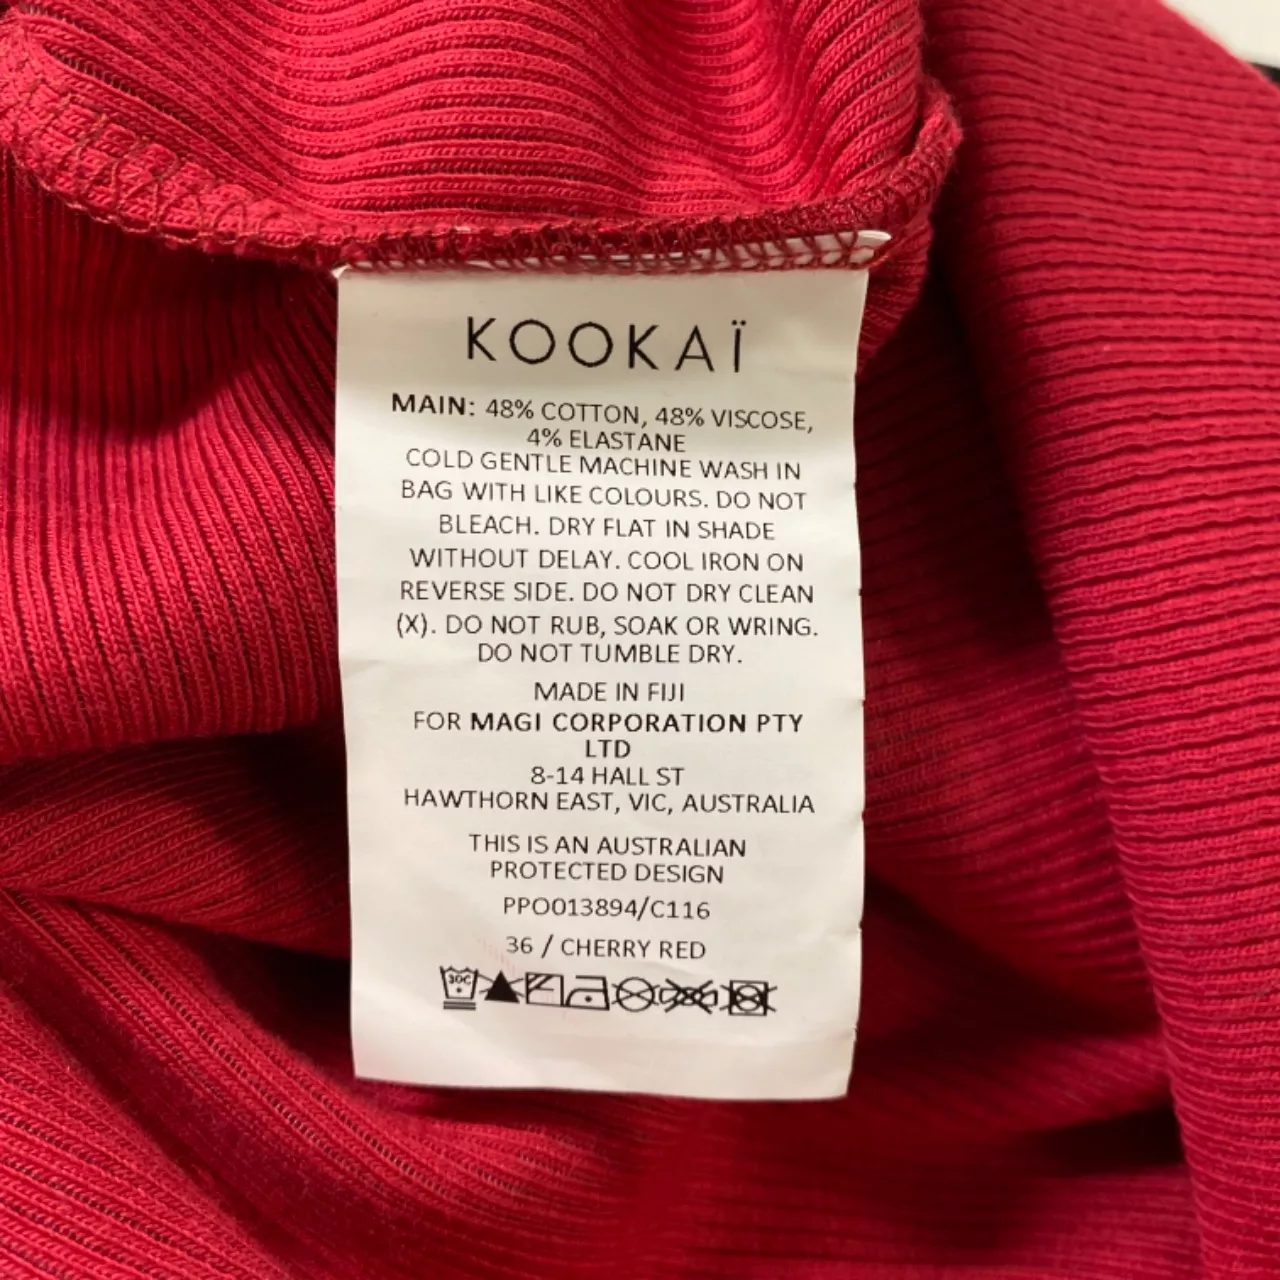 KOOKAÏ
MAIN: 48% COTTON, 48% VISCOSE,
4% ELASTANE
COLD GENTLE MACHINE WASH IN
BAG WITH LIKE COLOURS. DO NOT
BLEACH. DRY FLAT IN SHADE
WITHOUT DELAY. COOL IRON ON
REVERSE SIDE. DO NOT DRY CLEAN
(X). DO NOT RUB, SOAK OR WRING.
DO NOT TUMBLE DRY.
MADE IN FIJI
FOR MAGI CORPORATION PTY
LTD
8-14 HALL ST
HAWTHORN EAST, VIC, AUSTRALIA
THIS IS AN AUSTRALIAN
PROTECTED DESIGN
PPO013894/C116
36 / CHERRY RED
30C